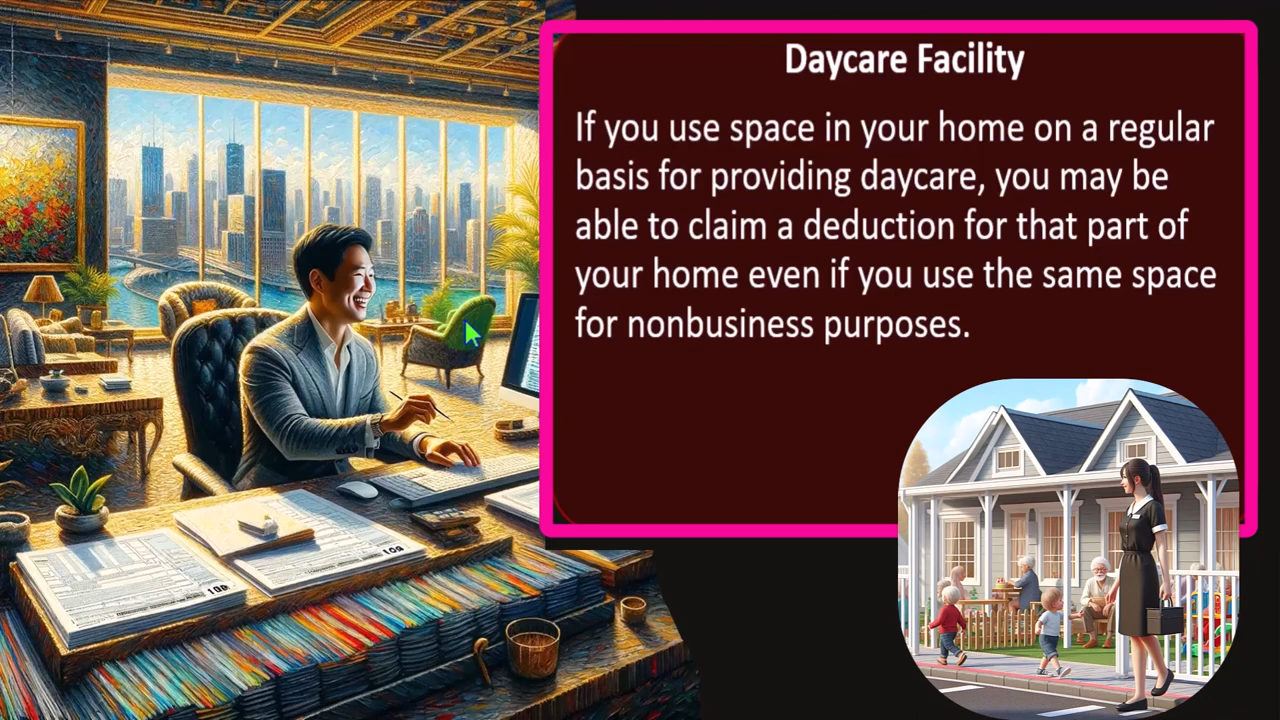 Daycare Facility
If you use space in your home on a regular
basis for providing daycare, you may be
able to claim a deduction for that part of
your home even if you use the same space
for nonbusiness purposes.